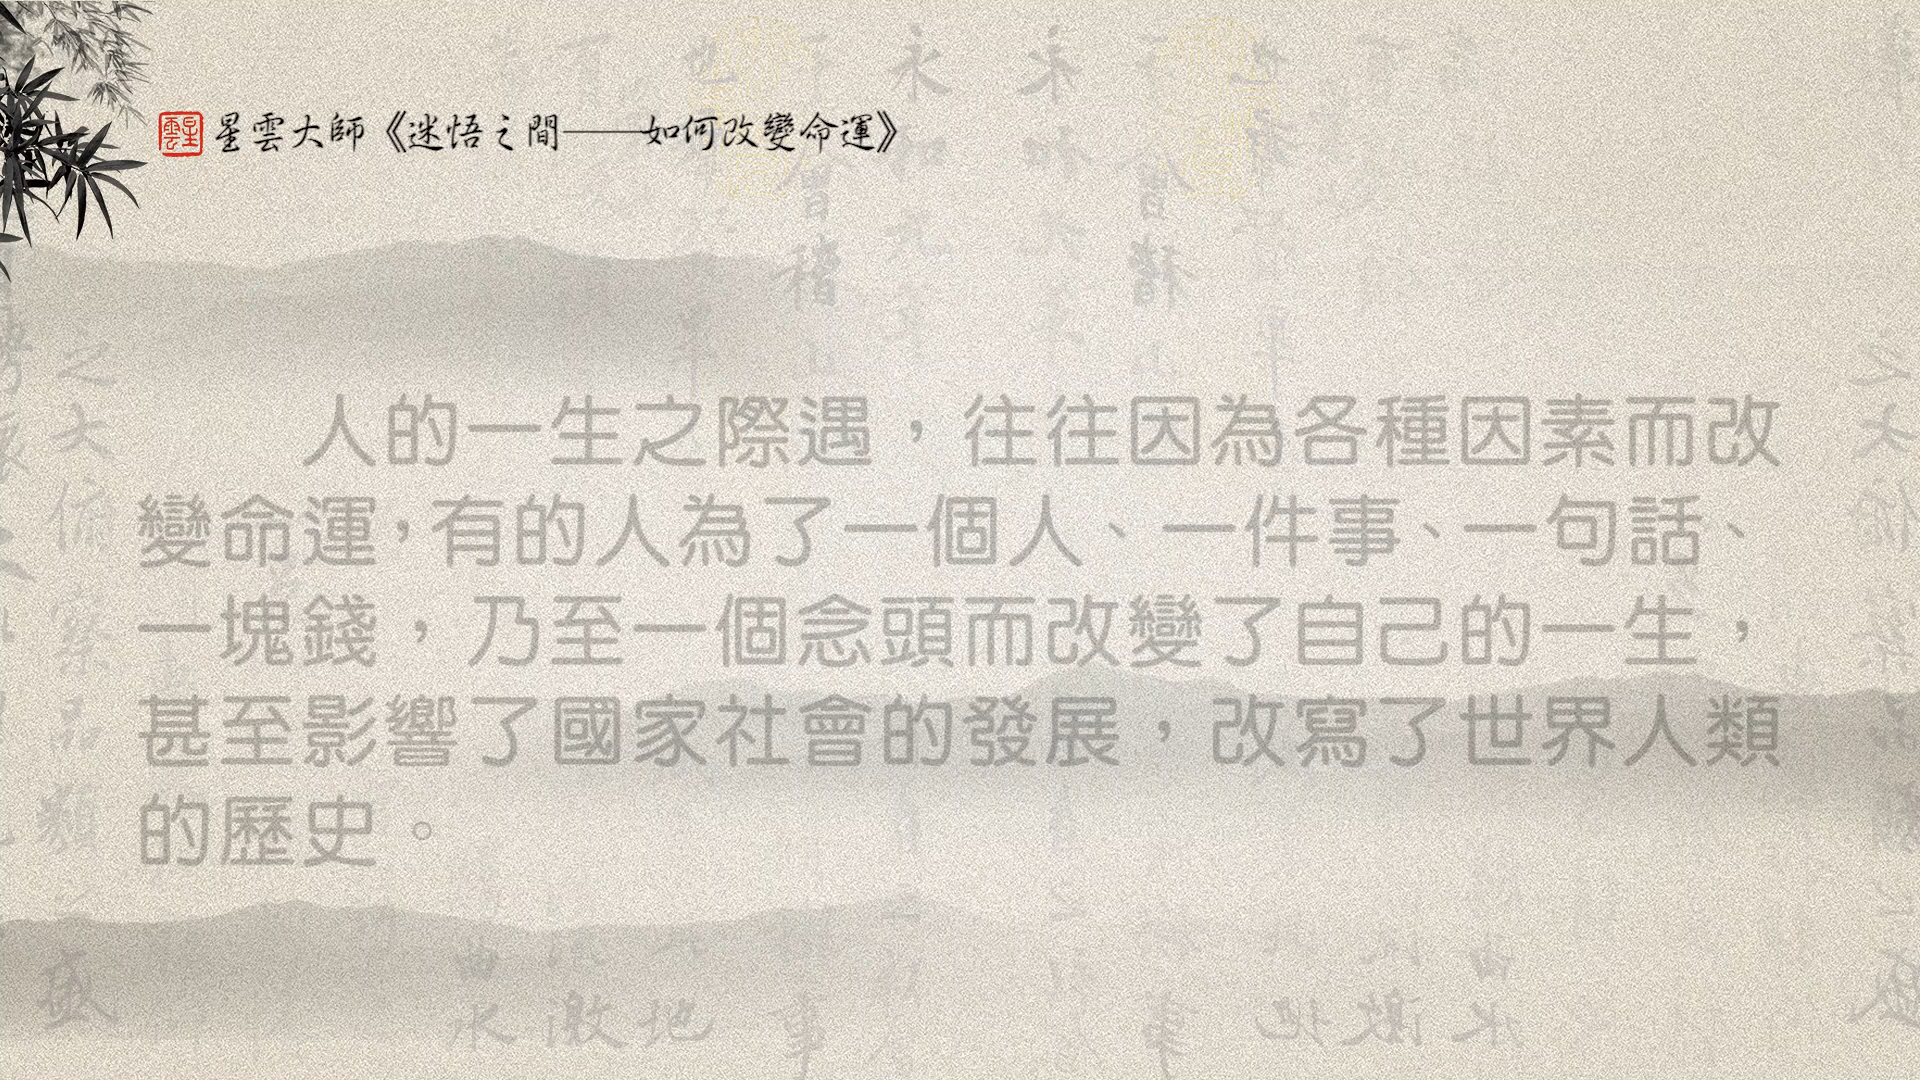 星雲 星雲大師《迷悟之間——如何改變命運》
人的一生之際遇，往往因為各種因素而改
變命運，有的人為了一個人、一件事、一句話、
一塊錢，乃至一個念頭而改變了自己的一生，
甚至影響了國家社會的發展，改寫了世界人類
的歷史。